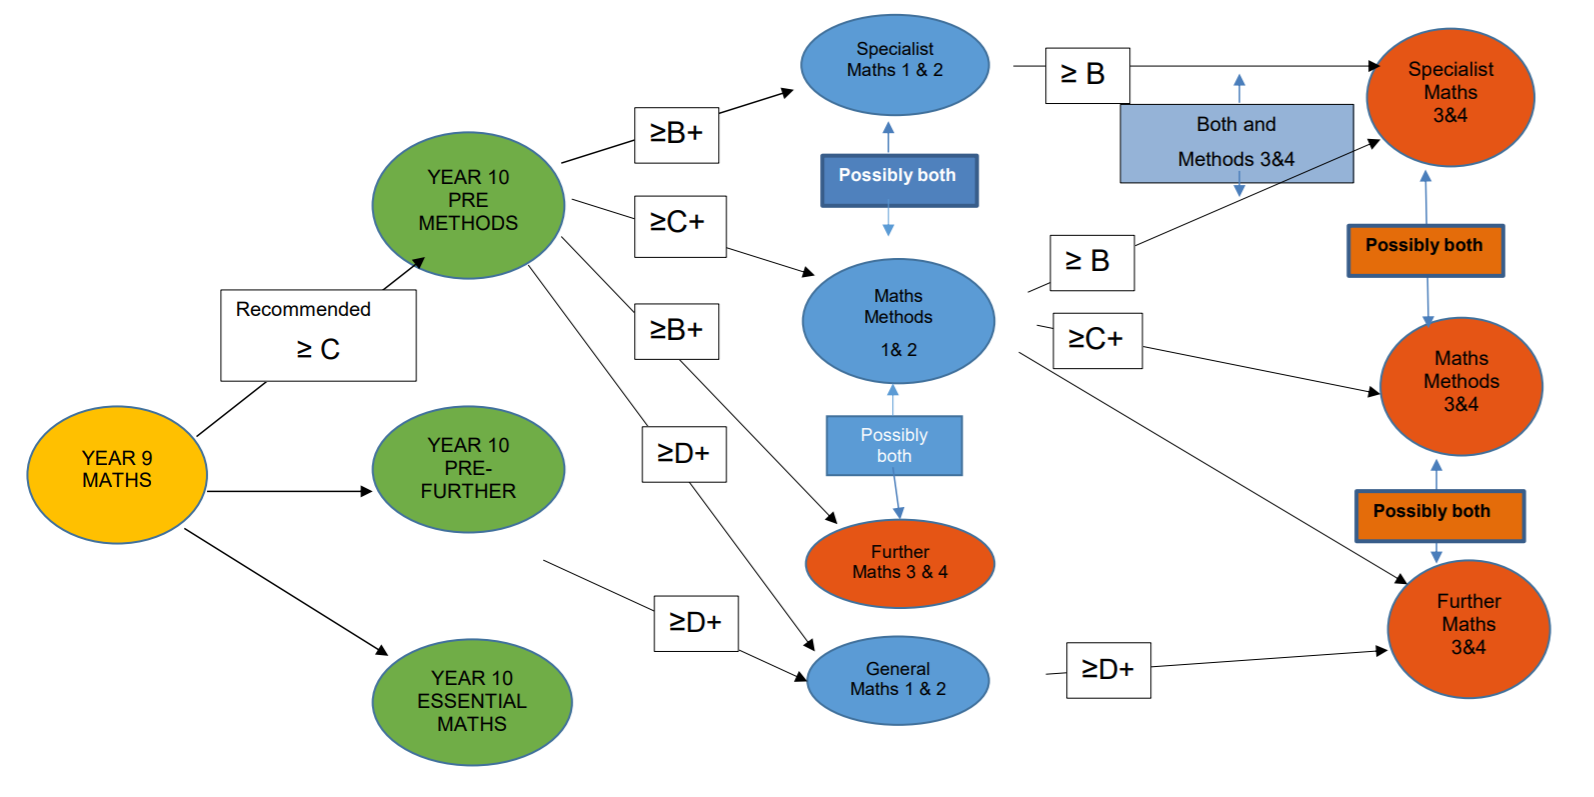 YEAR 9
MATHS
Recommended
≥ C
YEAR 10
PRE
METHODS
YEAR 10
PRE-
FURTHER
YEAR 10
ESSENTIAL
MATHS
≥B+
≥C+
≥B+
≥D+
≥D+
Specialist
Maths 1 & 2
Possibly both
Maths
Methods
1& 2
Possibly
both
Further
Maths 3 & 4
General
Maths 1 & 2
≥ B
Both and
Methods 3&4
≥ B
≥C+
≥D+
Specialist
Maths
3&4
Possibly both
Maths
Methods
3&4
Possibly both
Further
Maths
3&4